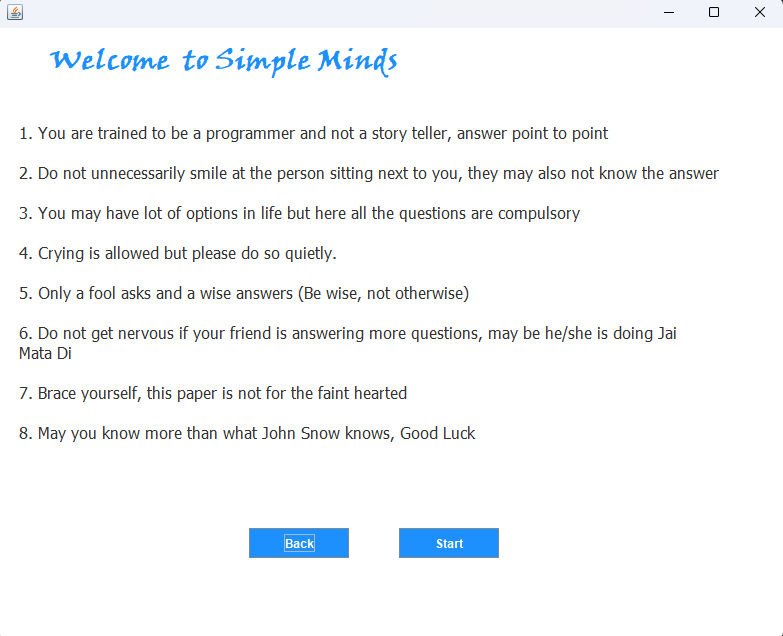 Welcome to Simple Minds
1. You are trained to be a programmer and not a story teller, answer point to point
2. Do not unnecessarily smile at the person sitting next to you, they may also not know the answer
3. You may have lot of options in life but here all the questions are compulsory
4. Crying is allowed but please do so quietly.
5. Only a fool asks and a wise answers (Be wise, not otherwise)
6. Do not get nervous if your friend is answering more questions, may be he/she is doing Jai
Mata Di
7. Brace yourself, this paper is not for the faint hearted
8. May you know more than what John Snow knows, Good Luck
Back
Start